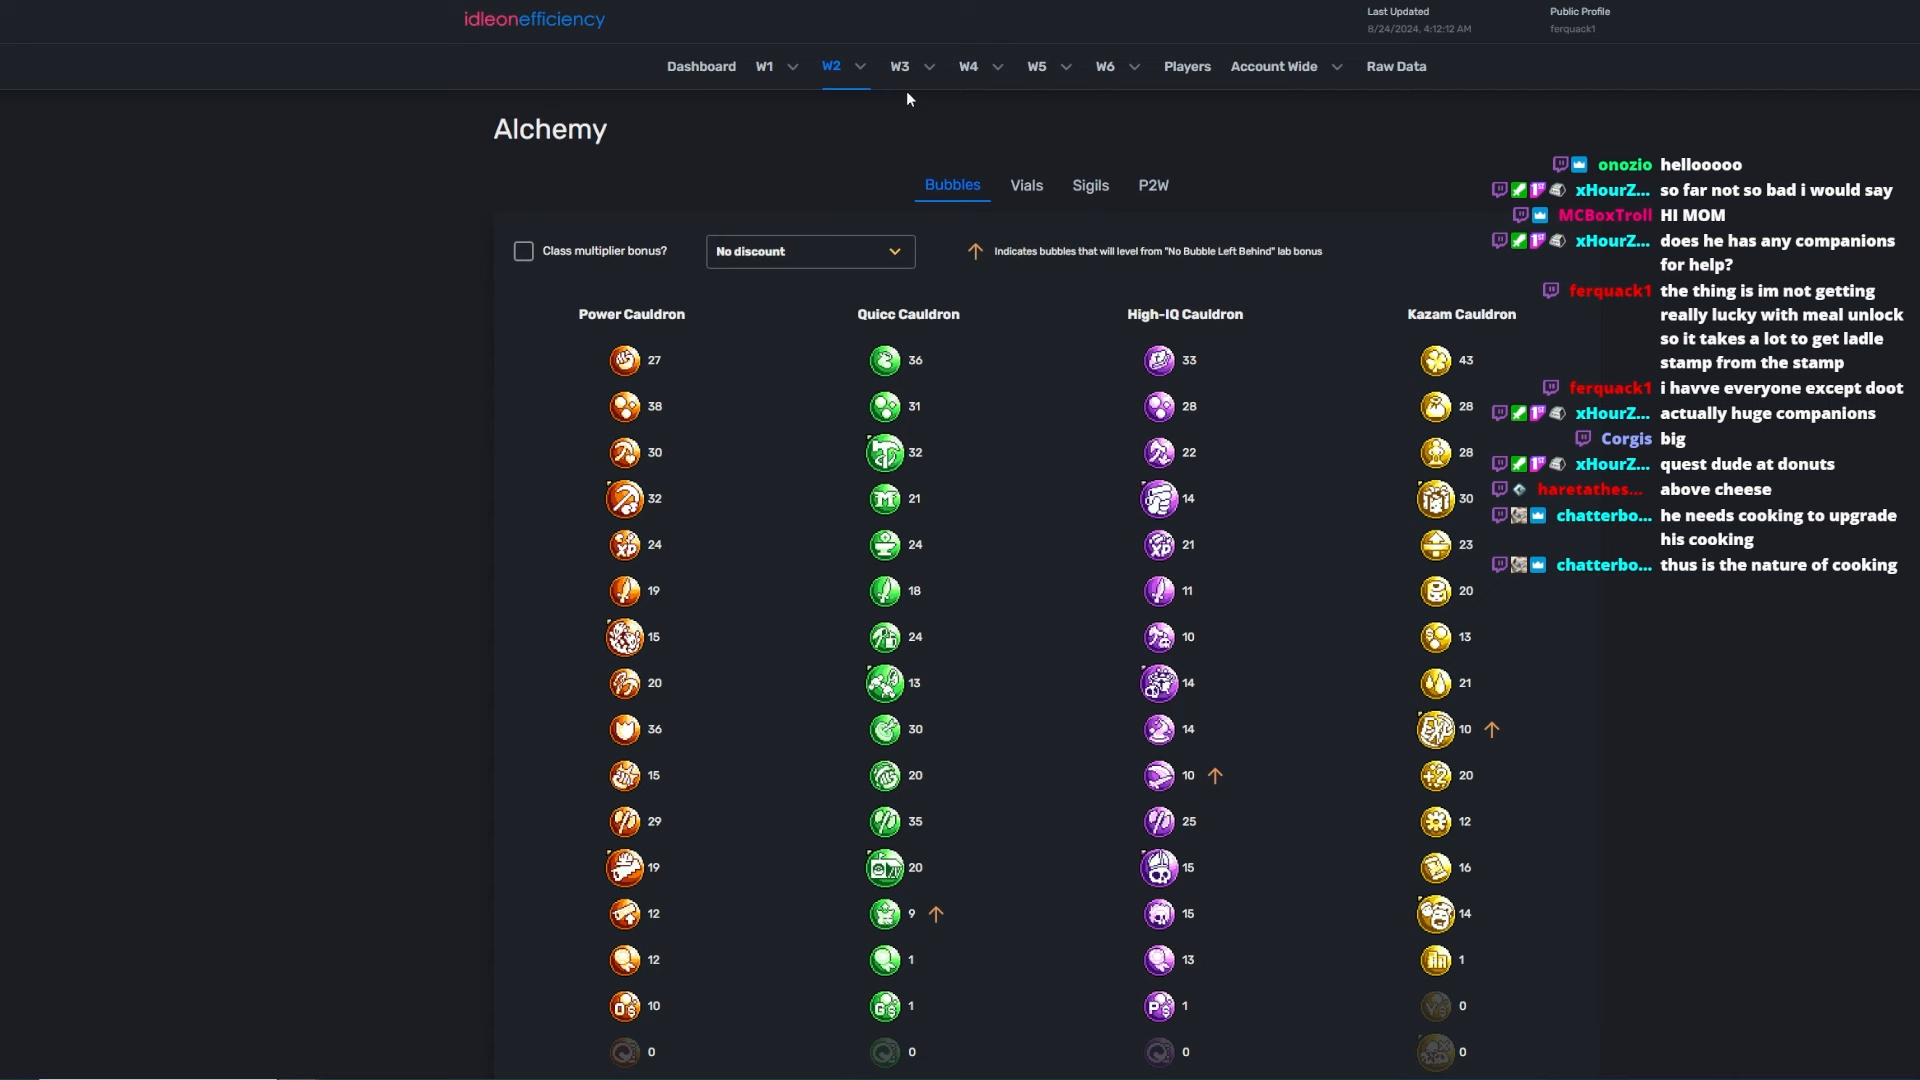 idleonefficiency
Last Updated
8/24/2024, 4:12:12 AM
Public Profile
ferquack1
Dashboard W1 W2 W3 W4 W5 W6 Players Account Wide Raw Data
Alchemy
Bubbles Vials Sigils P2W
Class multiplier bonus? No discount Indicates bubbles that will level from "No Bubble Left Behind" lab bonus
Power Cauldron Quicc Cauldron High-IQ Cauldron Kazam Cauldron
27 36 33 43
38 31 28 28
30 32 22 28
32 21 14 30
24 24 21 23
19 18 11 20
15 24 10 13
20 13 14 21
36 30 14 10
15 20 10 20
29 35 25 12
19 20 15 16
12 9 15 14
12 1 13 1
10 1 1 0
0 0 0 0
onozio hellooooo
xHourZ... so far not so bad i would say
MCBoxTroll HI MOM
xHourZ... does he has any companions
for help?
ferquack1 the thing is im not getting
really lucky with meal unlock
so it takes a lot to get ladle
stamp from the stamp
ferquack1 i havve everyone except doot
xHourZ... actually huge companions
Corgis big
xHourZ... quest dude at donuts
haretathes... above cheese
chatterbo... he needs cooking to upgrade
his cooking
chatterbo... thus is the nature of cooking